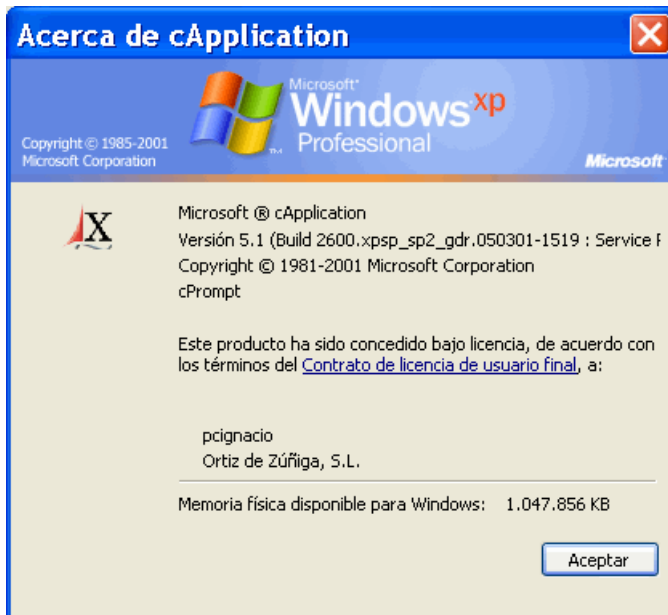 Acerca de cApplication
Copyright © 1985-2001
Microsoft Corporation
Microsoft®
Windows xp
Professional
™
Microsoft
X
Microsoft ® cApplication
Versión 5.1 (Build 2600.xpsp_sp2_gdr.050301-1519 : Service
Copyright © 1981-2001 Microsoft Corporation
cPrompt
Este producto ha sido concedido bajo licencia, de acuerdo con
los términos del Contrato de licencia de usuario final, a:
pcignacio
Ortiz de Zúñiga, S.L.
Memoria física disponible para Windows: 1.047.856 KB
Aceptar